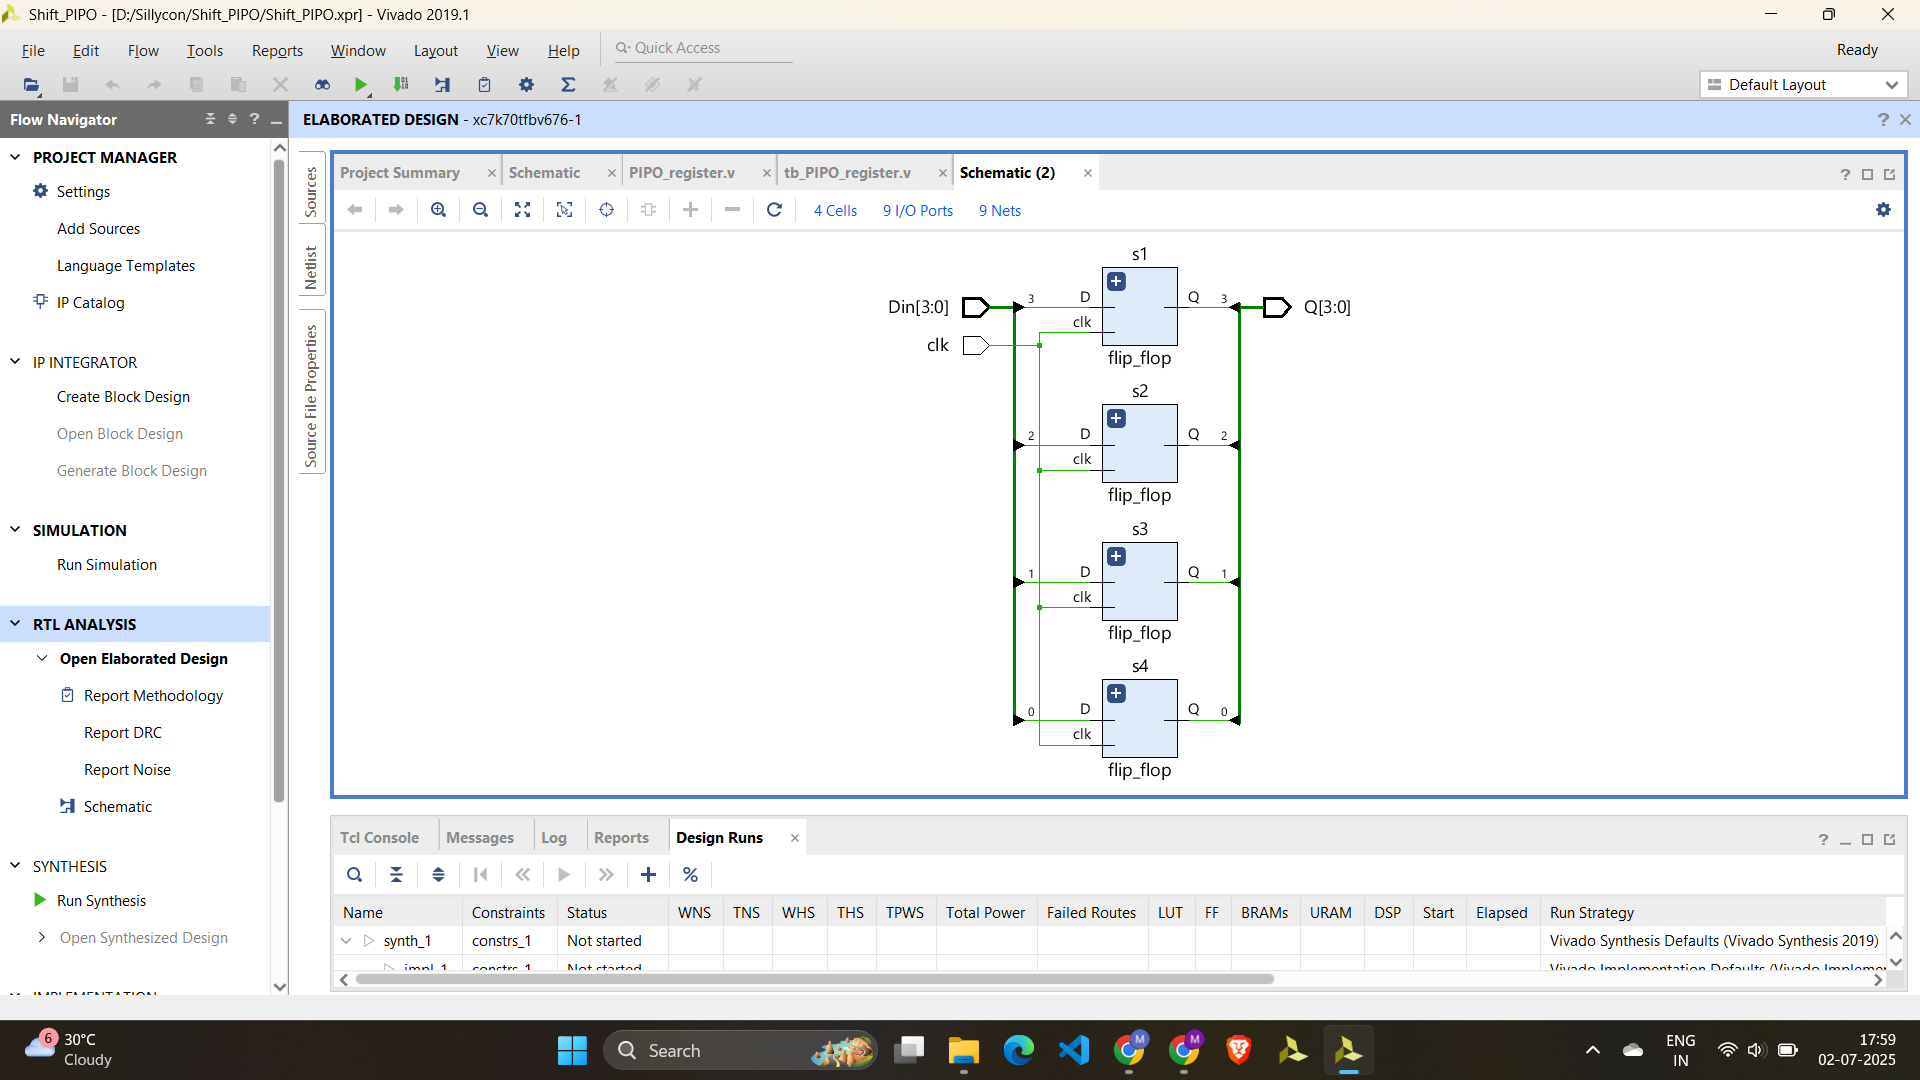 Shift_PIPO - [D:/Sillycon/Shift_PIPO/Shift_PIPO.xpr] - Vivado 2019.1
File Edit Flow Tools Reports Window Layout View Help Quick Access Ready
Default Layout
Flow Navigator ? ELABORATED DESIGN - xc7k70tfbv676-1 ?
PROJECT MANAGER
Settings
Add Sources
Language Templates
IP Catalog
IP INTEGRATOR
Create Block Design
Open Block Design
Generate Block Design
SIMULATION
Run Simulation
RTL ANALYSIS
Open Elaborated Design
Report Methodology
Report DRC
Report Noise
Schematic
SYNTHESIS
Run Synthesis
Open Synthesized Design
IMPLEMENTATION
Sources
Netlist
Source File Properties
Project Summary Schematic PIPO_register.v tb_PIPO_register.v Schematic (2) ?
4 Cells 9 I/O Ports 9 Nets
s1
Din[3:0] 3 D Q 3 Q[3:0]
clk clk
flip_flop
s2
2 D Q 2
clk
flip_flop
s3
1 D Q 1
clk
flip_flop
s4
0 D Q 0
clk
flip_flop
Tcl Console Messages Log Reports Design Runs ?
%
Name Constraints Status WNS TNS WHS THS TPWS Total Power Failed Routes LUT FF BRAMs URAM DSP Start Elapsed Run Strategy
synth_1 constrs_1 Not started Vivado Synthesis Defaults (Vivado Synthesis 2019)
impl_1 constrs_1 Not started Vivado Implementation Defaults (Vivado Implemen
6 30°C
Cloudy
Search
M M
ENG
IN
17:59
02-07-2025